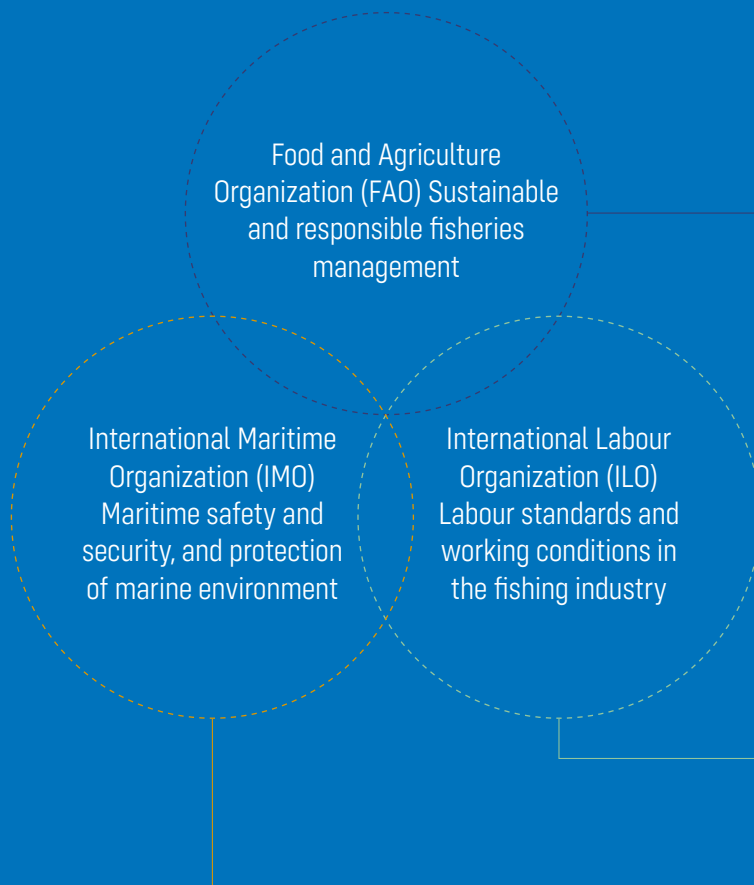 Food and Agriculture
Organization (FAO) Sustainable
and responsible fisheries
management
International Maritime
Organization (IMO)
Maritime safety and
security, and protection
of marine environment
International Labour
Organization (ILO)
Labour standards and
working conditions in
the fishing industry